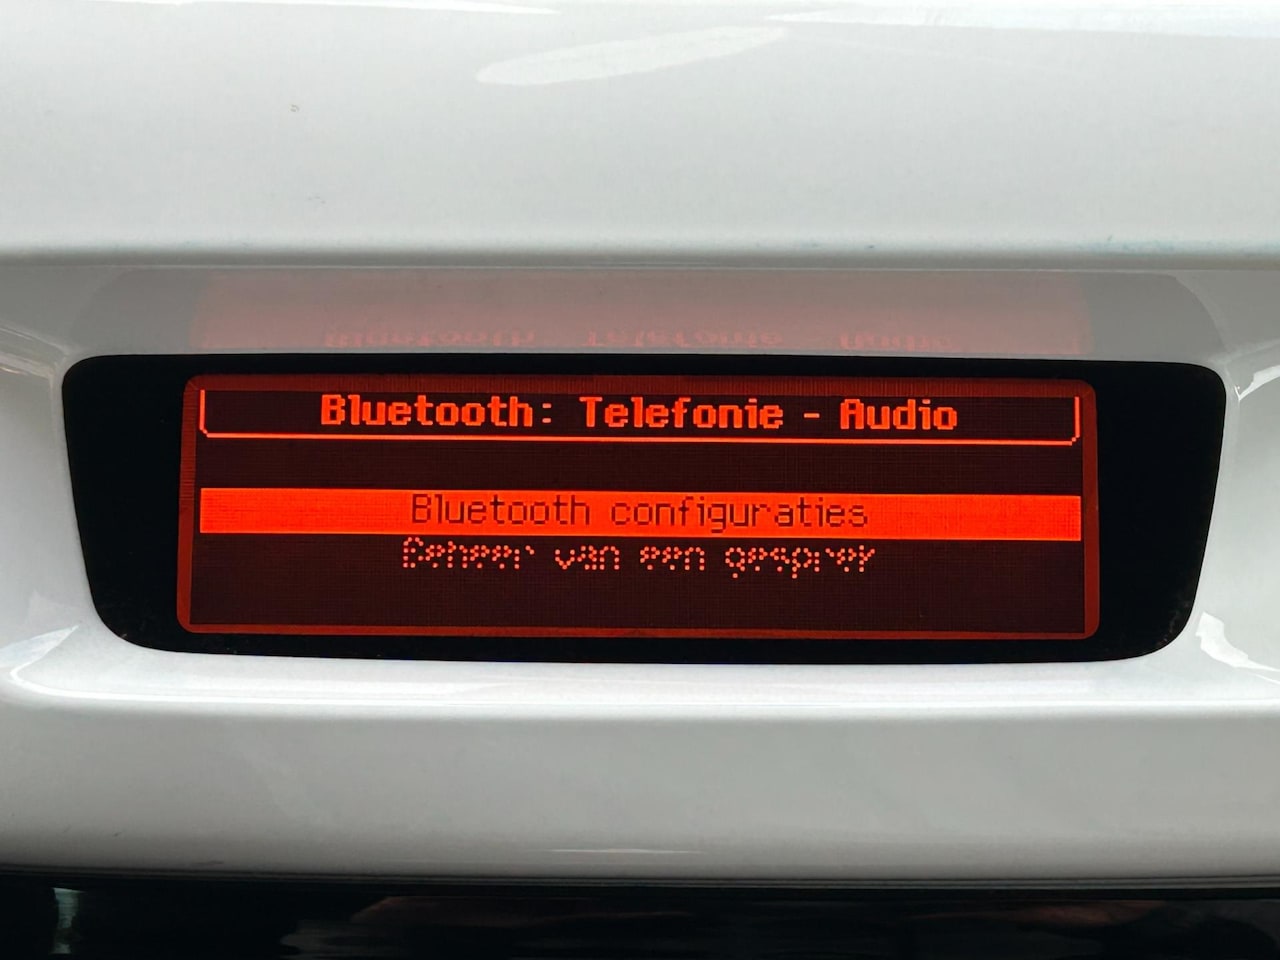 Bluetooth: Telefonie - Audio
Bluetooth configuraties
Beheer van een gesprek